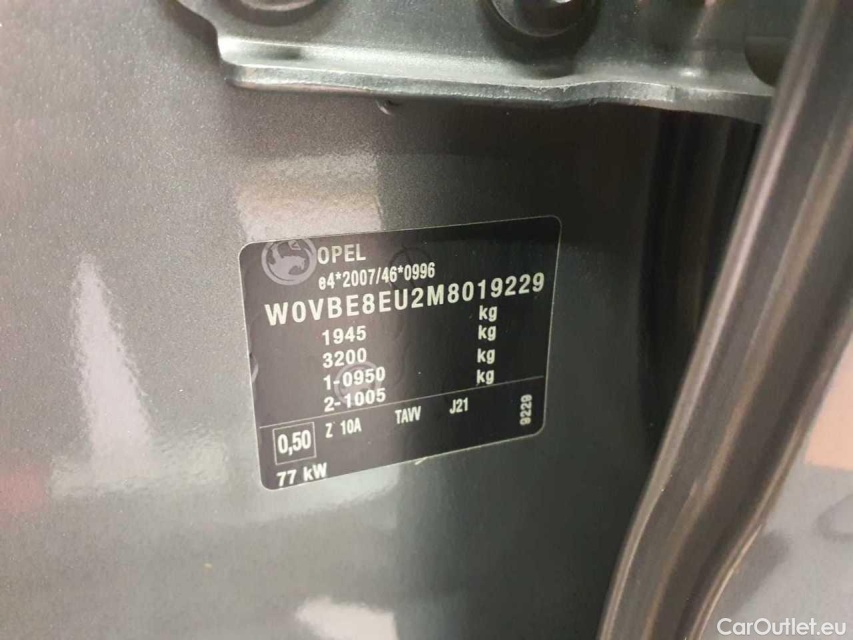 OPEL
e4*2007/46*0996
W0VBE8EU2M8019229
1945 kg
3200 kg
1-0950 kg
2-1005 kg
0,50 Z 10A TAVV J21 9229
77 kW
CarOutlet.eu